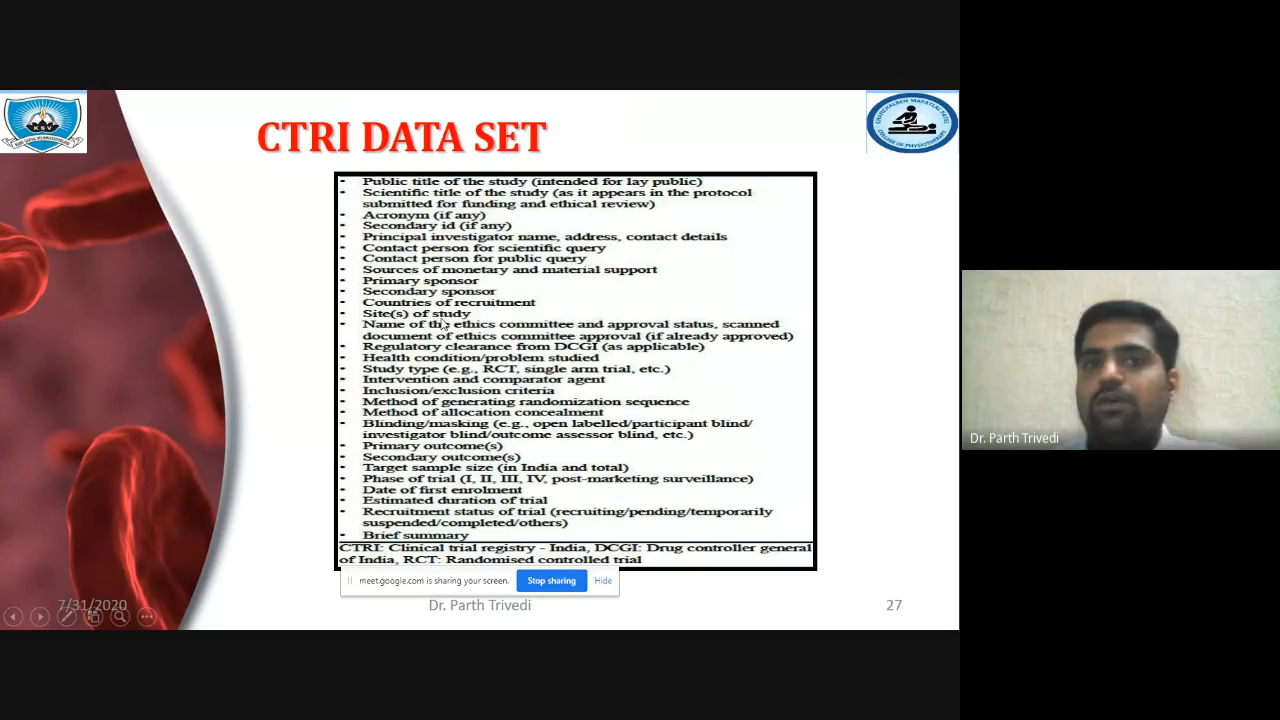 KSV
CTRI DATA SET
• Public title of the study (intended for lay public)
• Scientific title of the study (as it appears in the protocol
submitted for funding and ethical review)
• Acronym (if any)
• Secondary id (if any)
• Principal investigator name, address, contact details
• Contact person for scientific query
• Contact person for public query
• Sources of monetary and material support
• Primary sponsor
• Secondary sponsor
• Countries of recruitment
• Site(s) of study
• Name of the ethics committee and approval status, scanned
document of ethics committee approval (if already approved)
• Regulatory clearance from DCGI (as applicable)
• Health condition/problem studied
• Study type (e.g., RCT, single arm trial, etc.)
• Intervention and comparator agent
• Inclusion/exclusion criteria
• Method of generating randomization sequence
• Method of allocation concealment
• Blinding/masking (e.g., open labelled/participant blind/
investigator blind/outcome assessor blind, etc.)
• Primary outcome(s)
• Secondary outcome(s)
• Target sample size (in India and total)
• Phase of trial (I, II, III, IV, post-marketing surveillance)
• Date of first enrolment
• Estimated duration of trial
• Recruitment status of trial (recruiting/pending/temporarily
suspended/completed/others)
• Brief summary
CTRI: Clinical trial registry - India, DCGI: Drug controller general
of India, RCT: Randomised controlled trial
meet.google.com is sharing your screen. Stop sharing Hide
7/31/2020 Dr. Parth Trivedi 27
Dr. Parth Trivedi